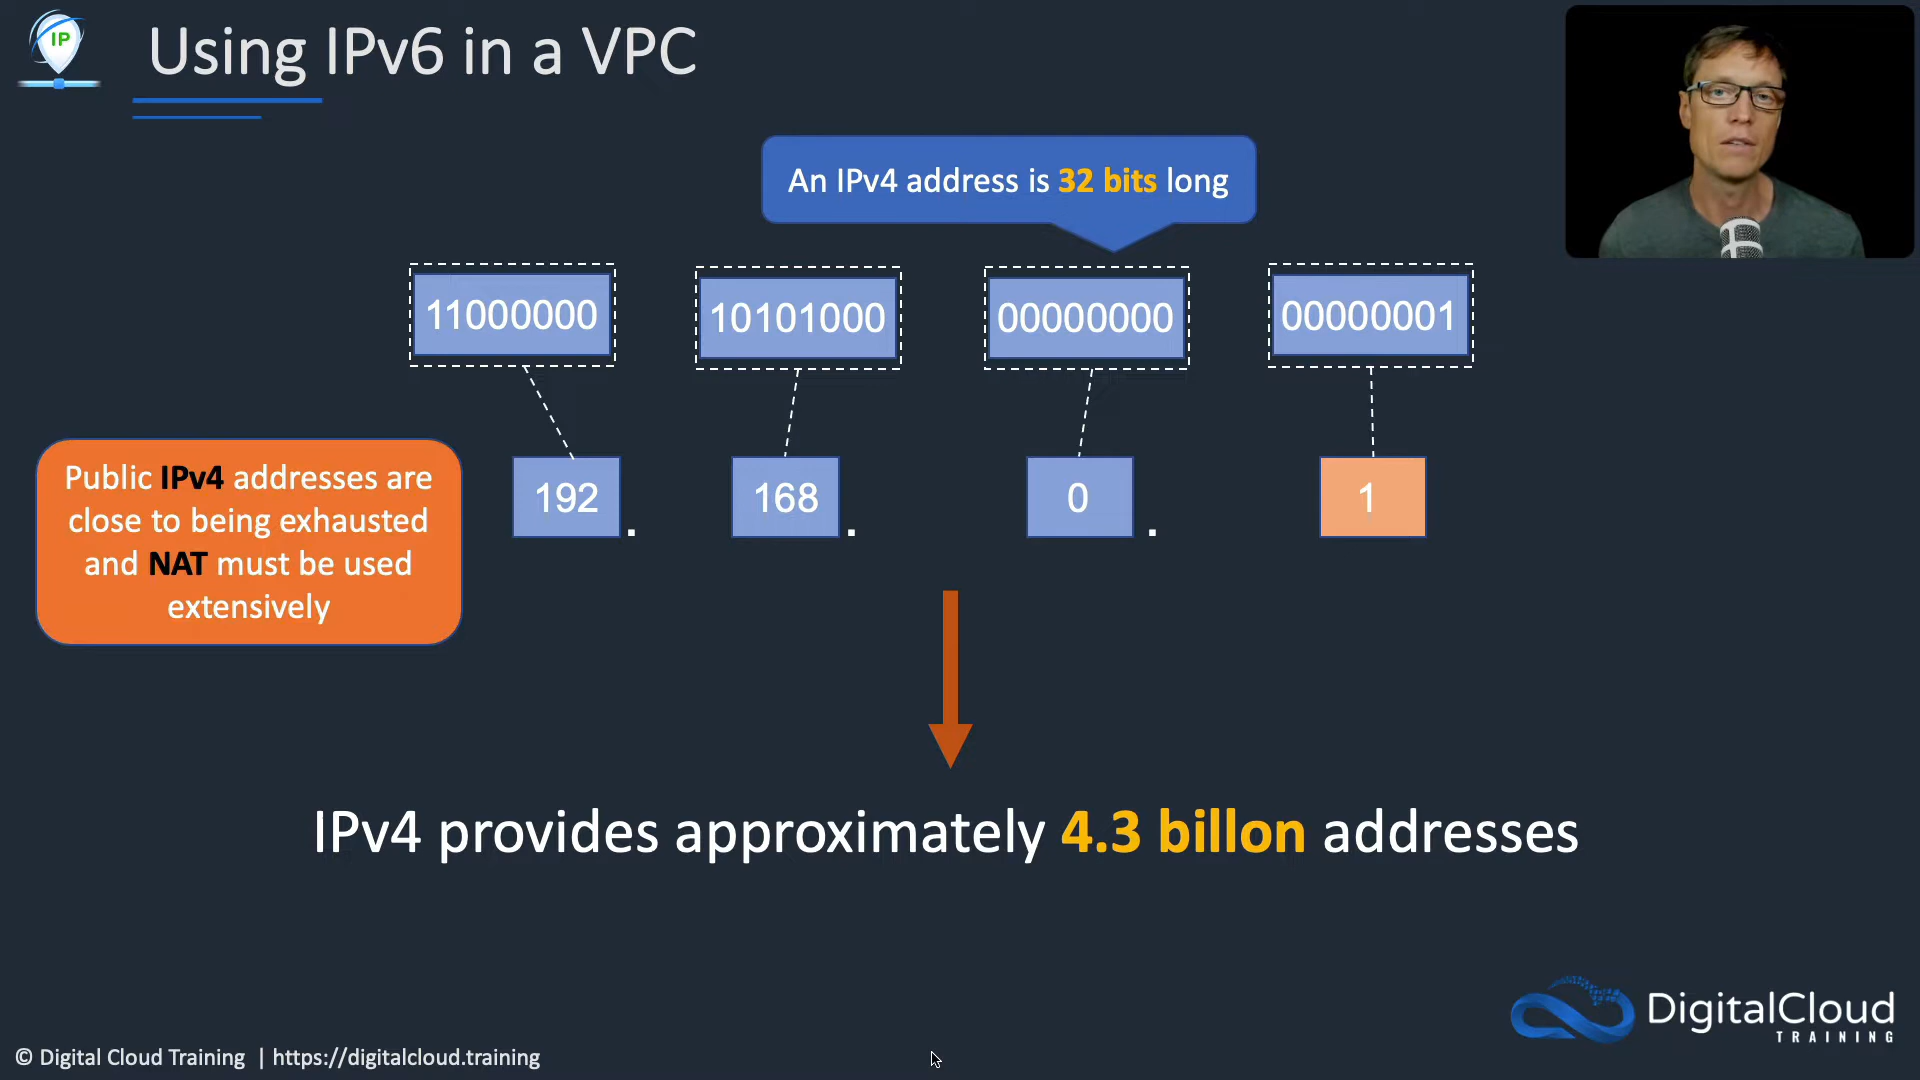 IP
Using IPv6 in a VPC
An IPv4 address is 32 bits long
11000000
10101000
00000000
00000001
Public IPv4 addresses are
close to being exhausted
and NAT must be used
extensively
192.
168.
0.
1
IPv4 provides approximately 4.3 billon addresses
DigitalCloud
TRAINING
© Digital Cloud Training | https://digitalcloud.training